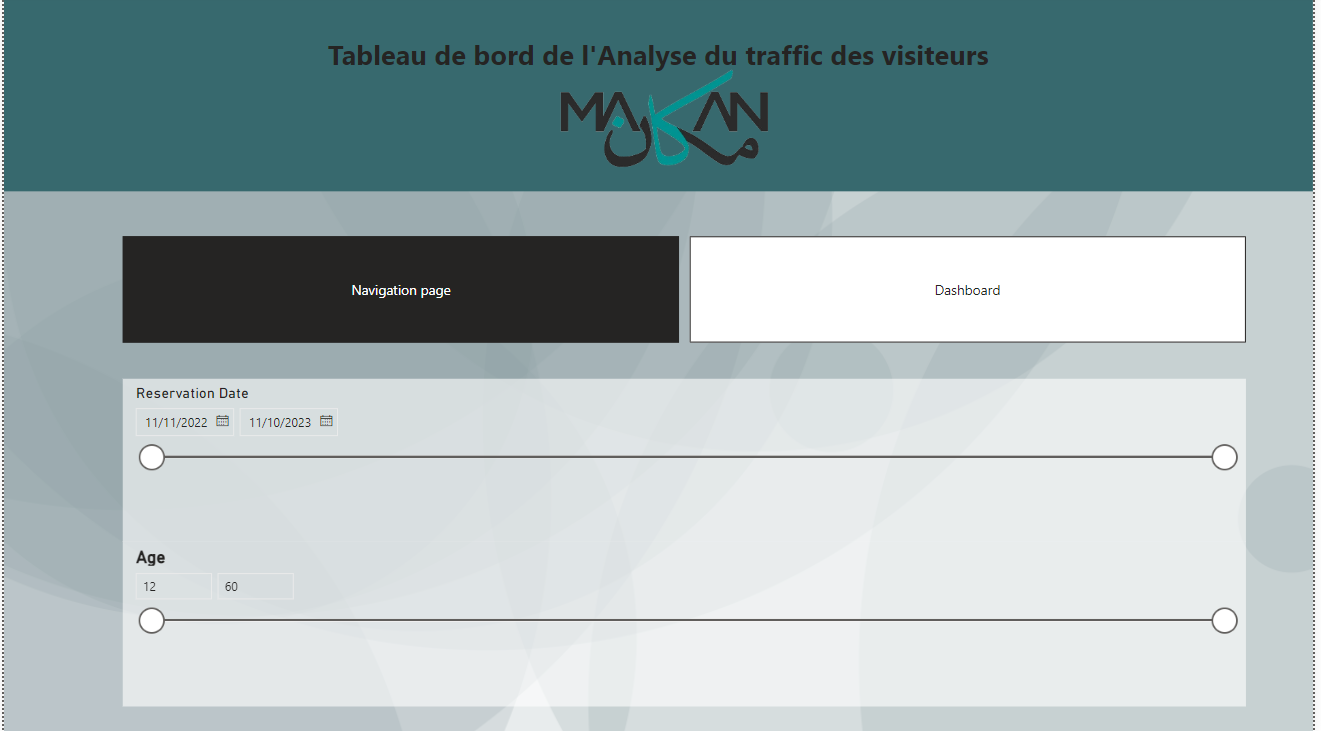 Tableau de bord de l'Analyse du traffic des visiteurs
MAKAN
مكان
Navigation page
Dashboard
Reservation Date
11/11/2022
11/10/2023
Age
12
60